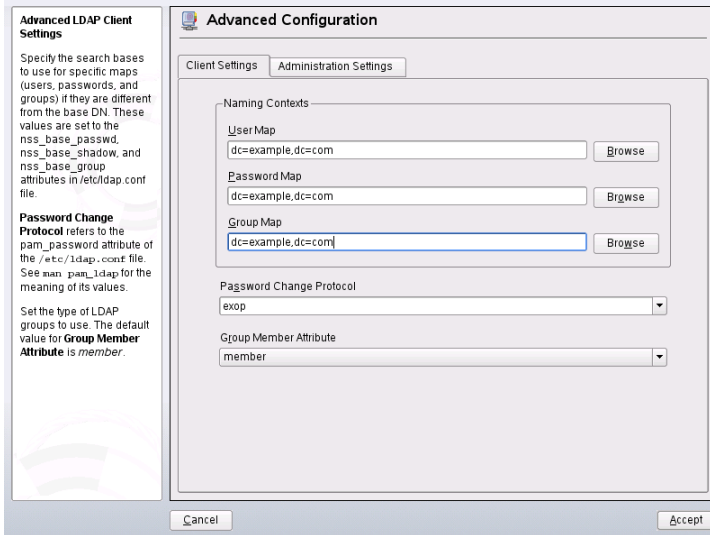 Advanced LDAP Client
Settings
Specify the search bases
to use for specific maps
(users, passwords, and
groups) if they are different
from the base DN. These
values are set to the
nss_base_passwd,
nss_base_shadow, and
nss_base_group
attributes in /etc/ldap.conf
file.
Password Change
Protocol refers to the
pam_password attribute of
the /etc/ldap.conf file.
See man pam_ldap for the
meaning of its values.
Set the type of LDAP
groups to use. The default
value for Group Member
Attribute is member.
Advanced Configuration
Client Settings
Administration Settings
Naming Contexts
User Map
dc=example,dc=com
Browse
Password Map
dc=example,dc=com
Browse
Group Map
dc=example,dc=com
Browse
Password Change Protocol
exop
Group Member Attribute
member
Cancel
Accept